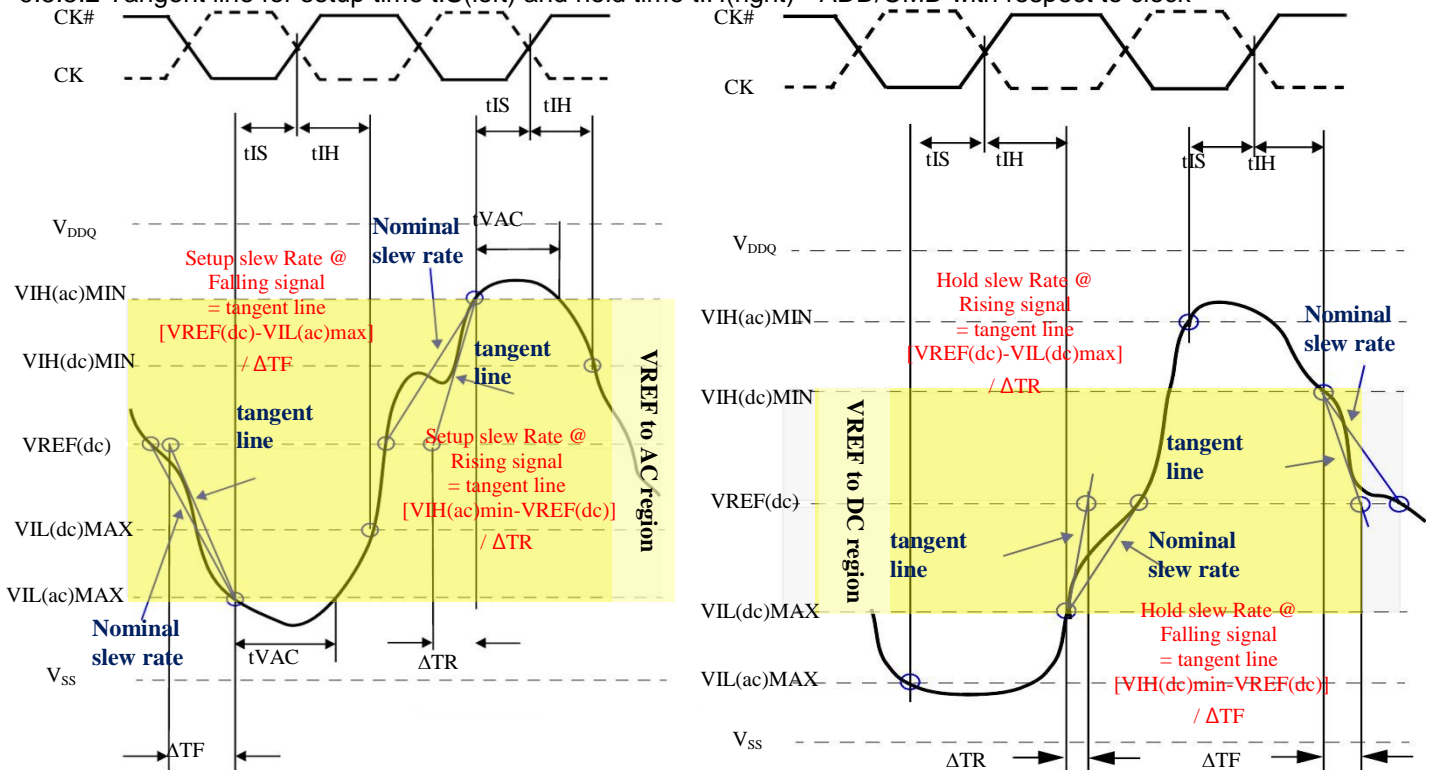 CK#
CK
tIS
tIH
tIS
tIH
V_DDQ
Nominal
slew rate
tVAC
Setup slew Rate @
Falling signal
= tangent line
[VREF(dc)-VIL(ac)max]
/ ΔTF
VIH(ac)MIN
VIH(dc)MIN
tangent
line
tangent
line
VREF(dc)
Setup slew Rate @
Rising signal
= tangent line
[VIH(ac)min-VREF(dc)]
/ ΔTR
VREF to AC region
VIL(dc)MAX
VIL(ac)MAX
Nominal
slew rate
tVAC
ΔTR
V_SS
ΔTF
CK#
CK
tIS
tIH
tIS
tIH
V_DDQ
Hold slew Rate @
Rising signal
= tangent line
[VREF(dc)-VIL(dc)max]
/ ΔTR
VIH(ac)MIN
Nominal
slew rate
VIH(dc)MIN
VREF to DC region
tangent
line
VREF(dc)
tangent
line
Nominal
slew rate
VIL(dc)MAX
Hold slew Rate @
Falling signal
= tangent line
[VIH(dc)min-VREF(dc)]
/ ΔTF
VIL(ac)MAX
V_SS
ΔTR
ΔTF